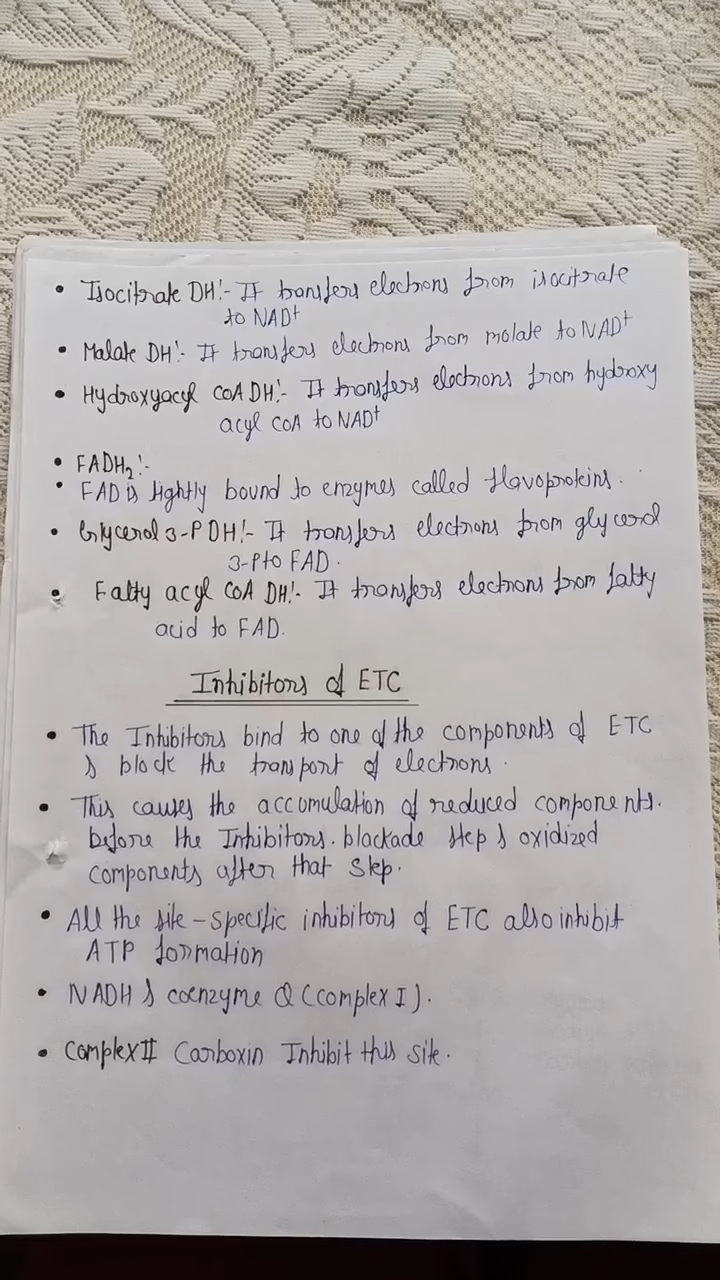 • Isocitrate DH:- It transfers electrons from isocitrate
to NAD⁺
• Malate DH:- It transfers electrons from molate to NAD⁺
• Hydroxyacyl CoA DH:- It transfers electrons from hydroxy
acyl CoA to NAD⁺
• FADH₂:-
• FAD is tightly bound to enzymes called flavoproteins.
• Glycerol 3-P DH:- It transfers electrons from glycerol
3-P to FAD.
• Fatty acyl CoA DH:- It transfers electrons from fatty
acid to FAD.
Inhibitors of ETC
• The Inhibitors bind to one of the components of ETC
& block the transport of electrons.
• This causes the accomulation of reduced components.
before the Inhibitors. blockade step & oxidized
components after that step.
• All the site-specific inhibitors of ETC also inhibit
ATP formation
• NADH & coenzyme Q (complex I).
• Complex II Carboxin Inhibit this site.